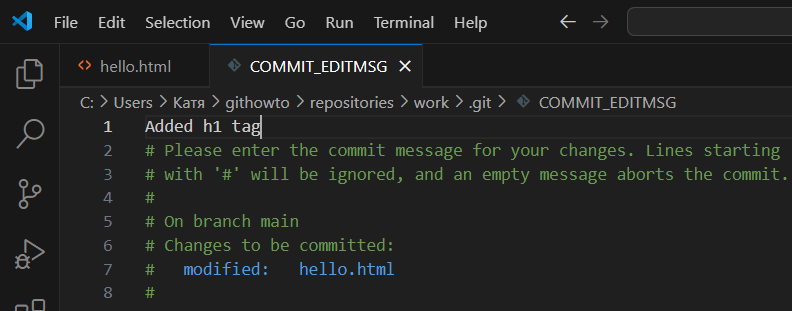 File Edit Selection View Go Run Terminal Help
hello.html COMMIT_EDITMSG
C: > Users > Катя > githowto > repositories > work > .git > COMMIT_EDITMSG
1 Added h1 tag
2 # Please enter the commit message for your changes. Lines starting
3 # with '#' will be ignored, and an empty message aborts the commit.
4 #
5 # On branch main
6 # Changes to be committed:
7 #   modified:   hello.html
8 #